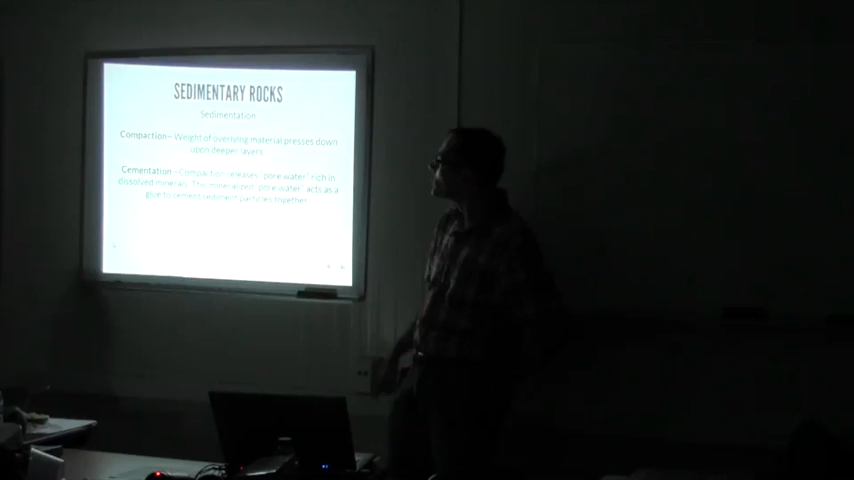 SEDIMENTARY ROCKS
Sedimentation
Compaction – Weight of overlying material presses down
upon deeper layers
Cementation – Compaction releases "pore water" rich in
dissolved minerals. This mineralized "pore water" acts as a
glue to cement sediment particles together